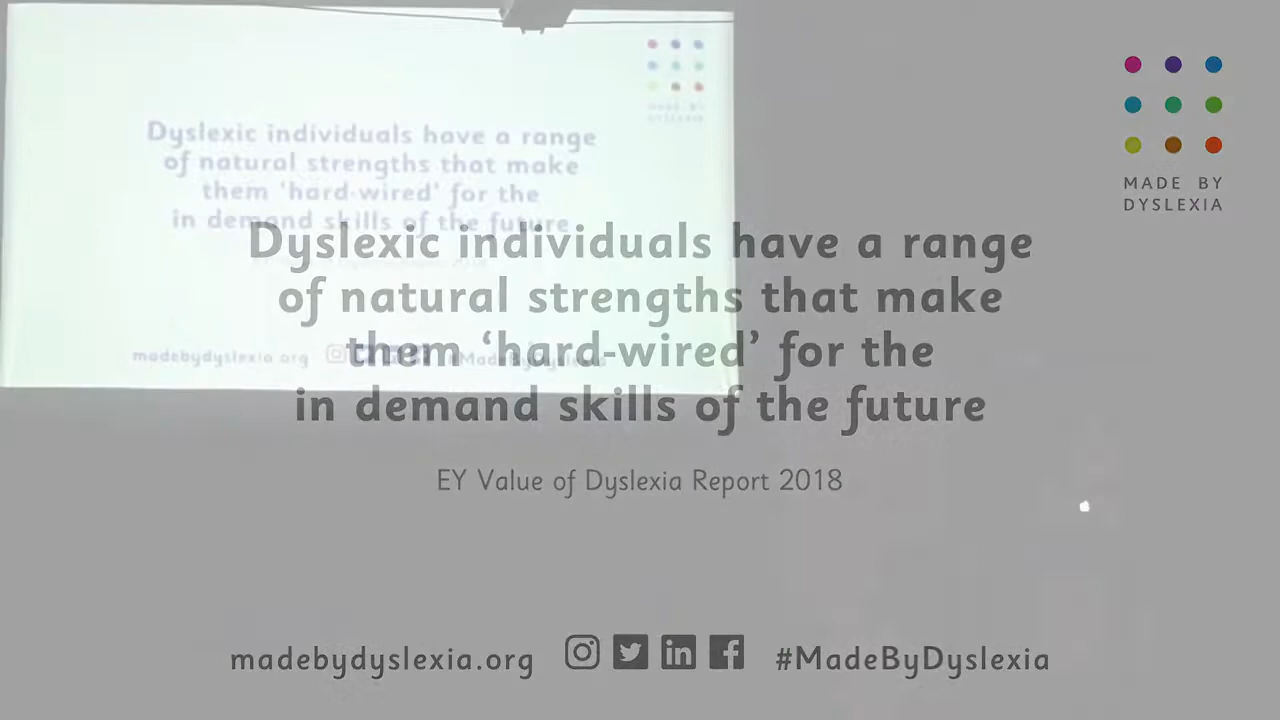 Dyslexic individuals have a range
of natural strengths that make
them 'hard-wired' for the
in demand skills of the future
madebydyslexia.org
MADE BY
DYSLEXIA
Dyslexic individuals have a range
of natural strengths that make
them ‘hard-wired’ for the
in demand skills of the future
EY Value of Dyslexia Report 2018
madebydyslexia.org #MadeByDyslexia